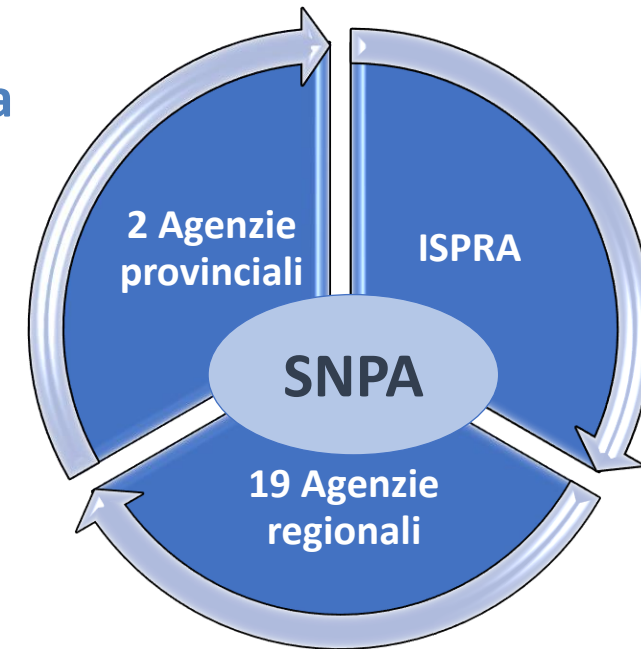 a
2 Agenzie
provinciali
ISPRA
SNPA
19 Agenzie
regionali